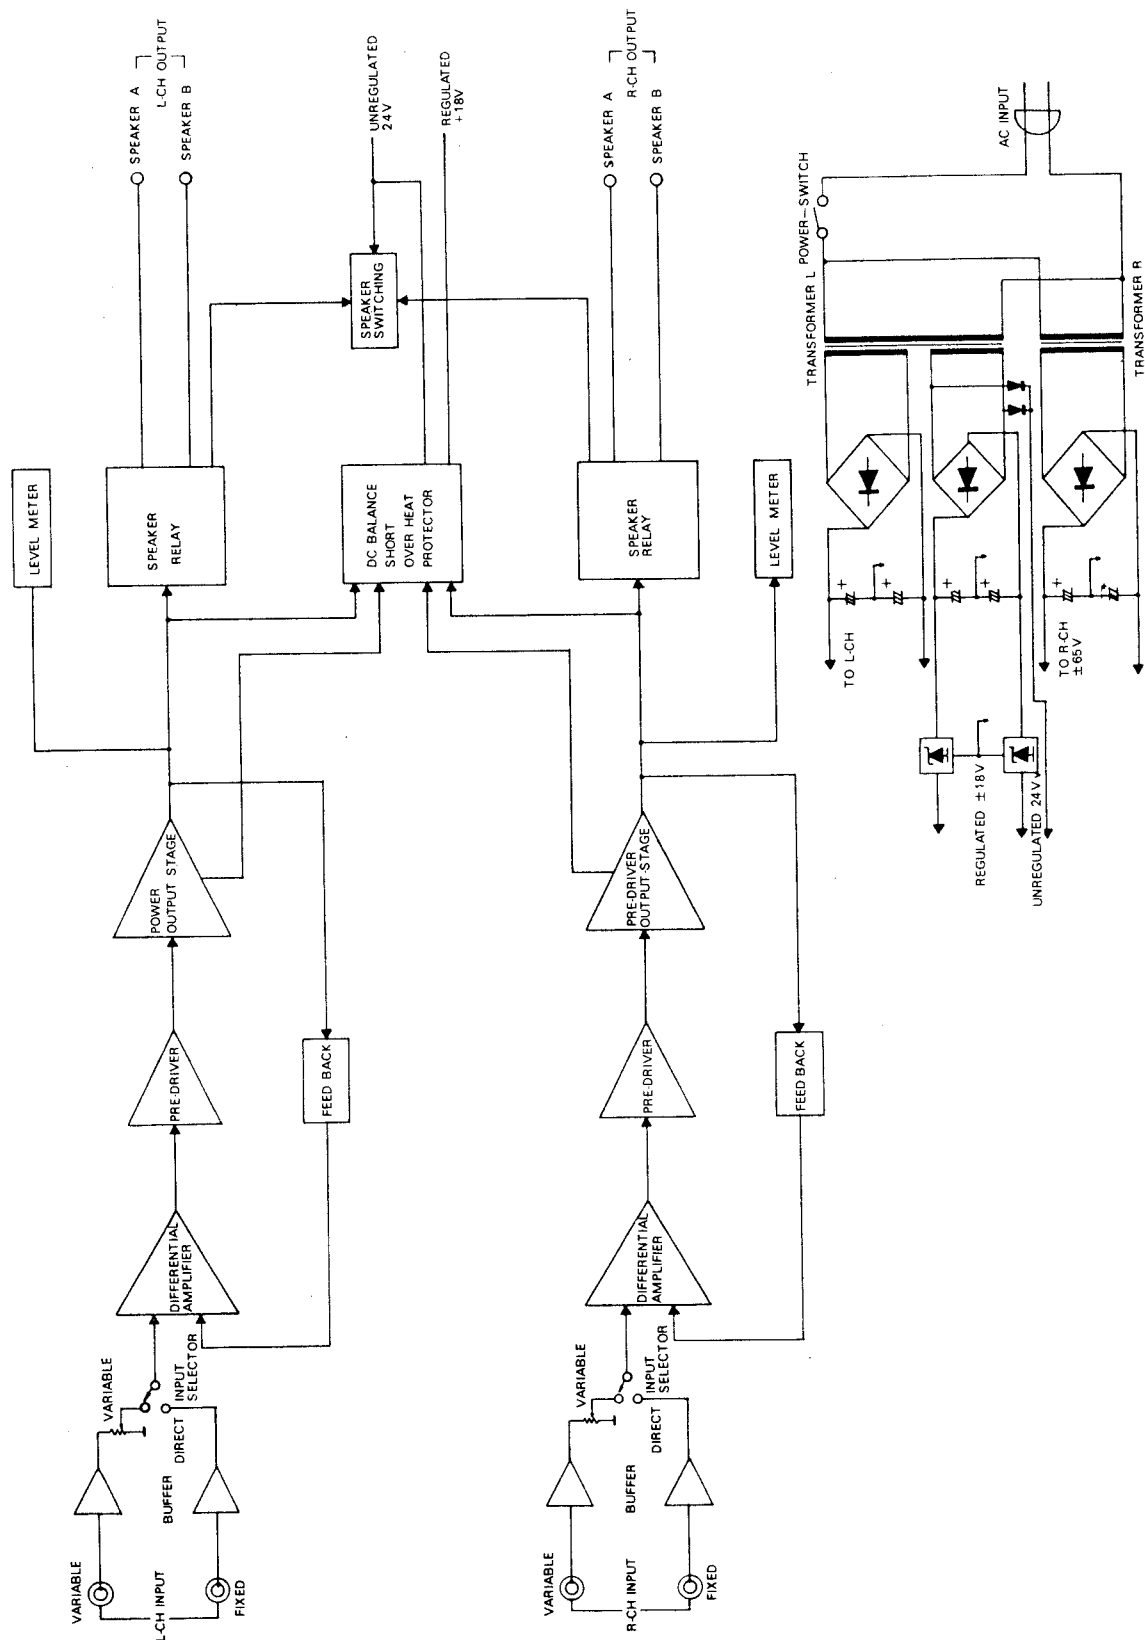 VARIABLE
L-CH INPUT
FIXED
BUFFER
VARIABLE
DIRECT
INPUT
SELECTOR
DIFFERENTIAL
AMPLIFIER
PRE-DRIVER
FEED BACK
POWER
OUTPUT STAGE
LEVEL METER
SPEAKER
RELAY
SPEAKER A
L-CH OUTPUT
SPEAKER B
DC BALANCE
SHORT
OVER HEAT
PROTECTOR
SPEAKER
SWITCHING
UNREGULATED
24V
REGULATED
+18V
VARIABLE
R-CH INPUT
FIXED
BUFFER
VARIABLE
DIRECT
INPUT
SELECTOR
DIFFERENTIAL
AMPLIFIER
PRE-DRIVER
FEED BACK
PRE-DRIVER
OUTPUT-STAGE
SPEAKER
RELAY
LEVEL METER
SPEAKER A
R-CH OUTPUT
SPEAKER B
TRANSFORMER L
POWER-SWITCH
AC INPUT
TRANSFORMER R
+
+
+
+
+
+
TO L-CH
TO R-CH
±65V
REGULATED ±18V
UNREGULATED 24V